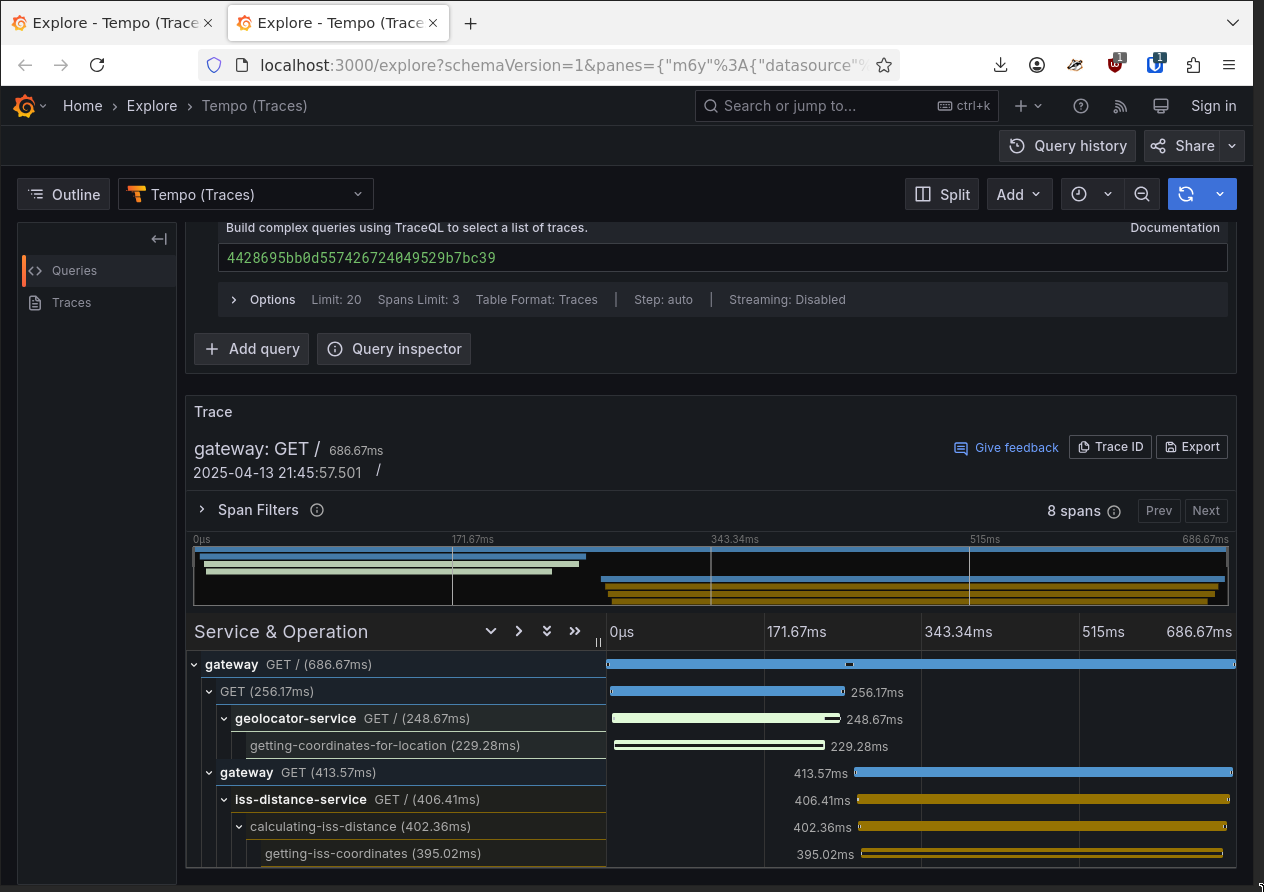 Explore - Tempo (Trace
Explore - Tempo (Trace
localhost:3000/explore?schemaVersion=1&panes={"m6y"%3A{"datasource"%
1
1
Home › Explore › Tempo (Traces)
Search or jump to...
ctrl+k
Sign in
Query history
Share
Outline
Tempo (Traces)
Split
Add
Queries
Traces
Build complex queries using TraceQL to select a list of traces.
Documentation
4428695bb0d557426724049529b7bc39
Options Limit: 20 Spans Limit: 3 Table Format: Traces | Step: auto | Streaming: Disabled
+ Add query
Query inspector
Trace
gateway: GET / 686.67ms
Give feedback
Trace ID
Export
2025-04-13 21:45:57.501 /
Span Filters
8 spans
Prev
Next
0μs 171.67ms 343.34ms 515ms 686.67ms
Service & Operation
0μs 171.67ms 343.34ms 515ms 686.67ms
gateway GET / (686.67ms)
GET (256.17ms) 256.17ms
geolocator-service GET / (248.67ms) 248.67ms
getting-coordinates-for-location (229.28ms) 229.28ms
gateway GET (413.57ms) 413.57ms
iss-distance-service GET / (406.41ms) 406.41ms
calculating-iss-distance (402.36ms) 402.36ms
getting-iss-coordinates (395.02ms) 395.02ms